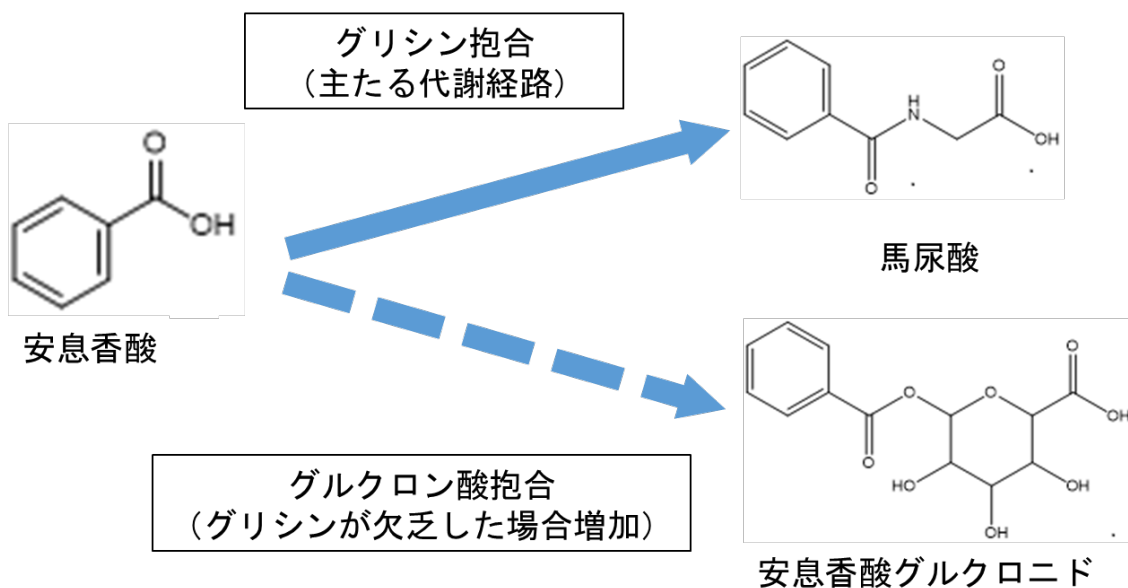 グリシン抱合
（主たる代謝経路）
O
OH
安息香酸
O
H
N
OH
O
馬尿酸
グルクロン酸抱合
（グリシンが欠乏した場合増加）
O
O
O
OH
O
HO
OH
OH
安息香酸グルクロニド